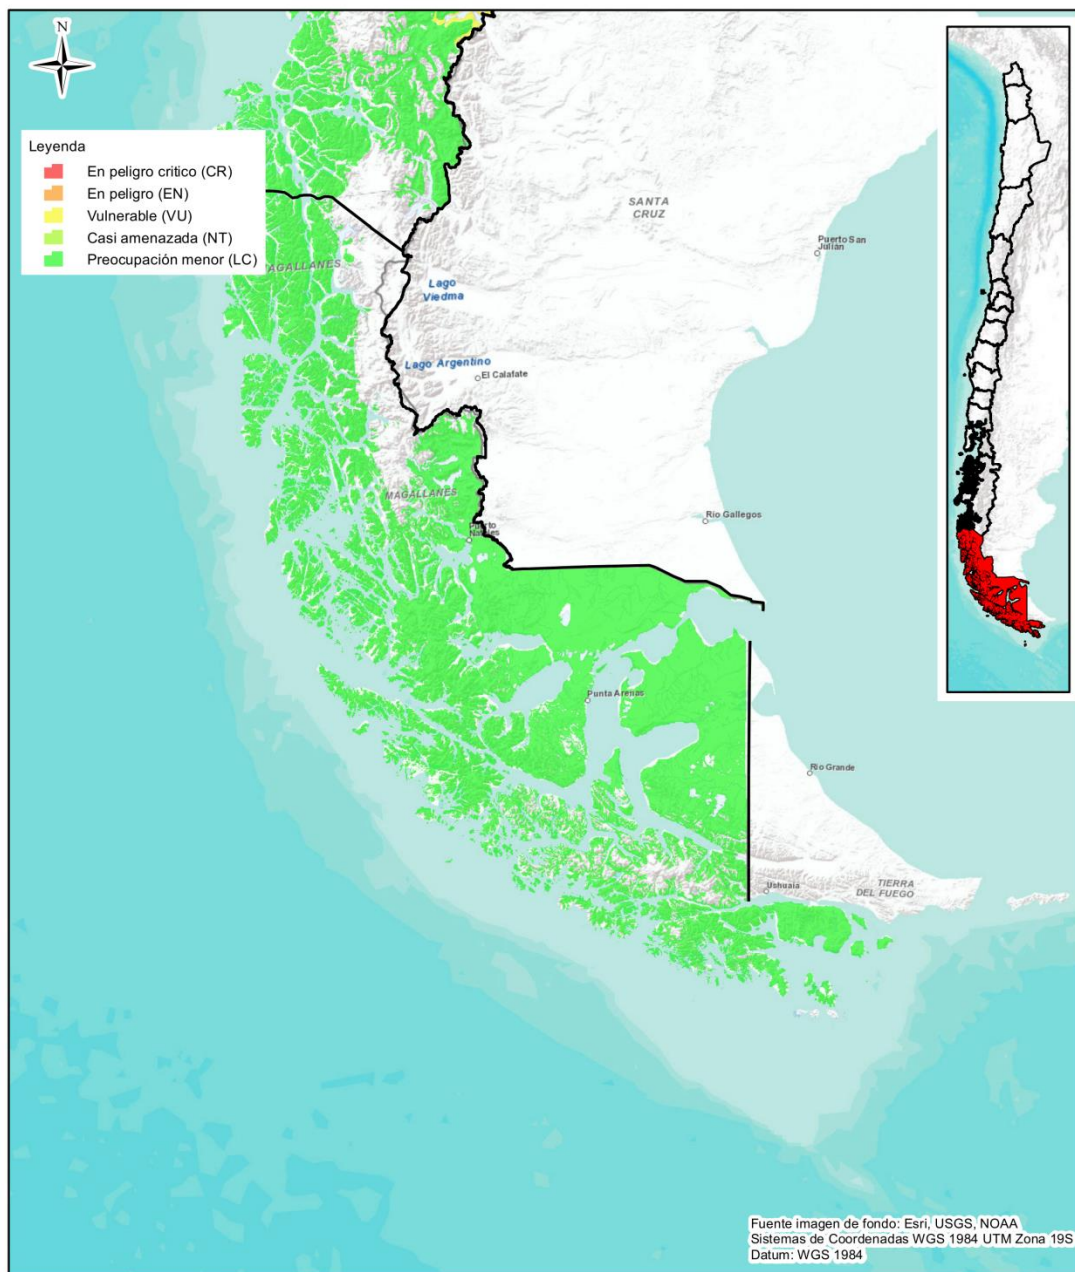 N
Leyenda
En peligro critico (CR)
En peligro (EN)
Vulnerable (VU)
Casi amenazada (NT)
Preocupación menor (LC)
SANTA
CRUZ
Puerto San
Julián
MAGALLANES
Lago
Viedma
Lago Argentino
El Calafate
MAGALLANES
Río Gallegos
Puerto
Natales
Punta Arenas
Río Grande
Ushuaia
TIERRA
DEL FUEGO
Fuente imagen de fondo: Esri, USGS, NOAA
Sistemas de Coordenadas WGS 1984 UTM Zona 19S
Datum: WGS 1984